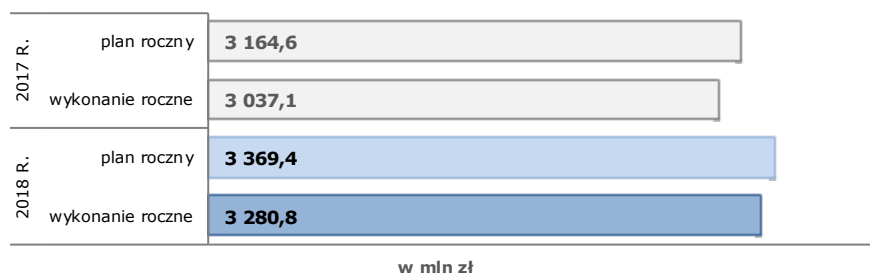 2017 R.
plan roczny 3 164,6
wykonanie roczne 3 037,1
2018 R.
plan roczny 3 369,4
wykonanie roczne 3 280,8
w mln zł